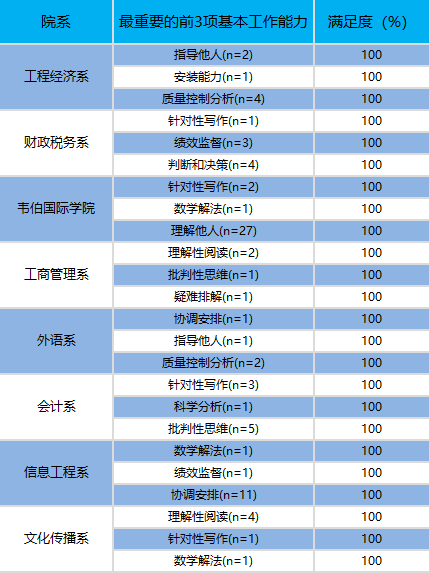 院系 最重要的前3项基本工作能力 满足度（%）
工程经济系 指导他人(n=2) 100
安装能力(n=1) 100
质量控制分析(n=4) 100
财政税务系 针对性写作(n=1) 100
绩效监督(n=3) 100
判断和决策(n=4) 100
韦伯国际学院 针对性写作(n=2) 100
数学解法(n=1) 100
理解他人(n=27) 100
工商管理系 理解性阅读(n=2) 100
批判性思维(n=1) 100
疑难排解(n=1) 100
外语系 协调安排(n=1) 100
指导他人(n=1) 100
质量控制分析(n=2) 100
会计系 针对性写作(n=3) 100
科学分析(n=1) 100
批判性思维(n=5) 100
信息工程系 数学解法(n=1) 100
绩效监督(n=1) 100
协调安排(n=11) 100
文化传播系 理解性阅读(n=4) 100
针对性写作(n=1) 100
数学解法(n=1) 100